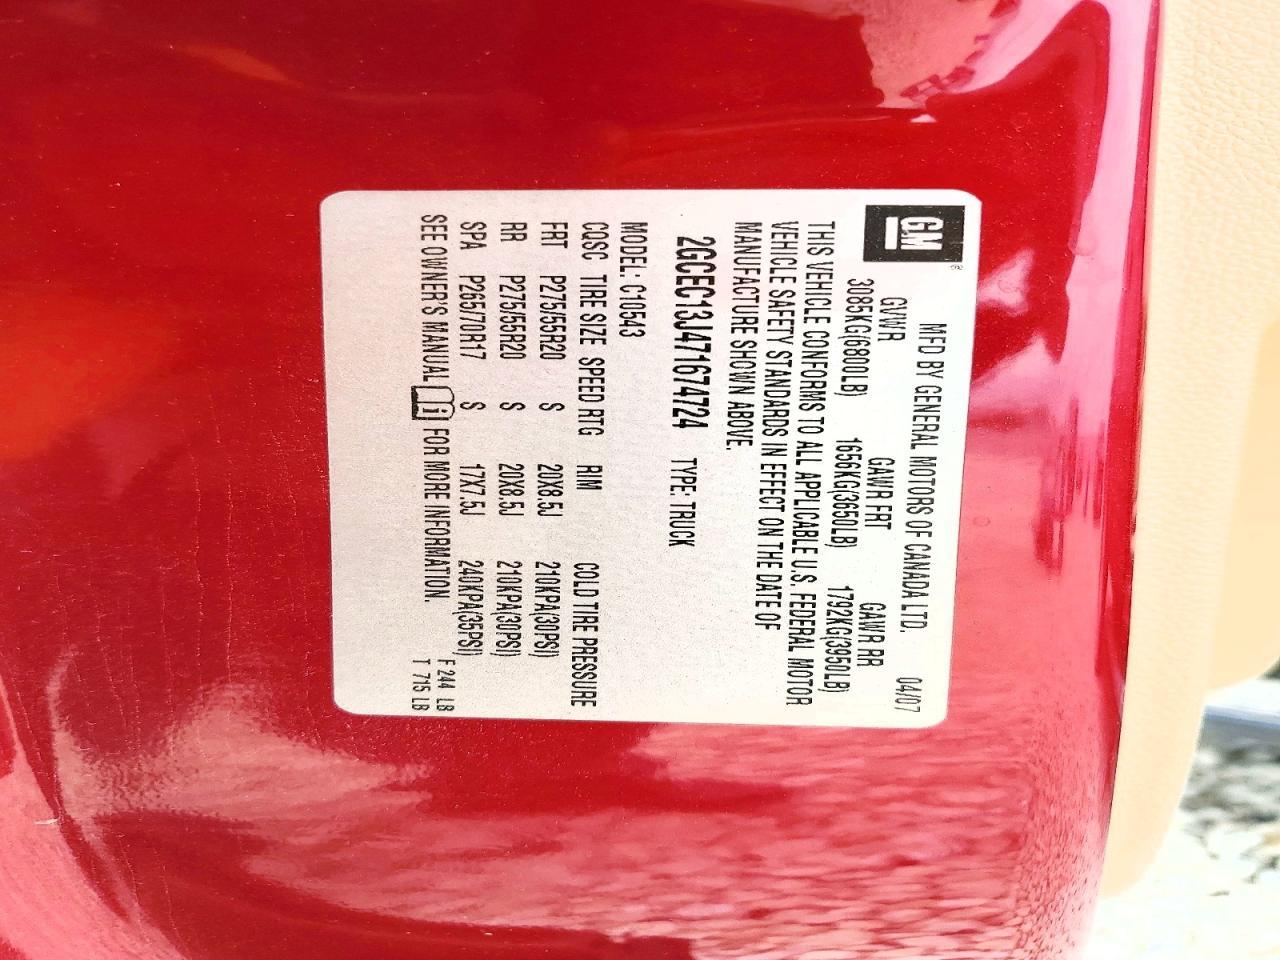 GM®
MFD BY GENERAL MOTORS OF CANADA LTD. 04/07
GVWR GAWR FRT GAWR RR
3085KG(6800LB) 1656KG(3650LB) 1792KG(3950LB)
THIS VEHICLE CONFORMS TO ALL APPLICABLE U.S. FEDERAL MOTOR
VEHICLE SAFETY STANDARDS IN EFFECT ON THE DATE OF
MANUFACTURE SHOWN ABOVE.
2GCEC13J471674724 TYPE: TRUCK
MODEL: C10543
CQSC TIRE SIZE SPEED RTG RIM COLD TIRE PRESSURE
FRT P275/55R20 S 20X8.5J 210KPA(30PSI)
RR P275/55R20 S 20X8.5J 210KPA(30PSI)
SPA P265/70R17 S 17X7.5J 240KPA(35PSI)
SEE OWNER'S MANUAL i FOR MORE INFORMATION.
F 244 LB
T 715 LB